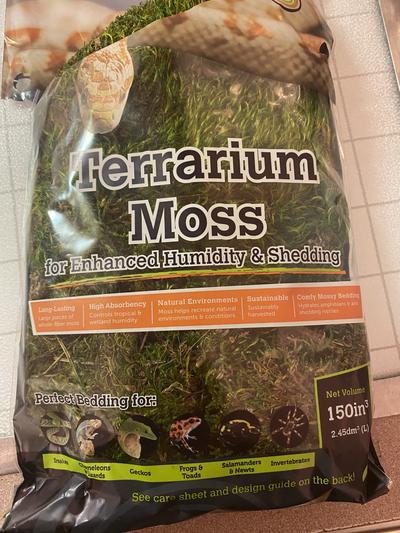 Terrarium
Moss
for Enhanced Humidity & Shedding
Long-Lasting
Large pieces of
whole-fiber moss
High Absorbency
Controls tropical &
wetland humidity
Natural Environments
Moss helps recreate natural
environments & conditions
Sustainable
Sustainably
harvested
Comfy Mossy Bedding
Hydrates amphibians & aids
shedding reptiles
Perfect Bedding for:
Net Volume
150in³
2.45dm³ (L)
Snakes
Geckos
Frogs &
Toads
Salamanders
& Newts
Invertebrates
See care sheet and design guide on the back!